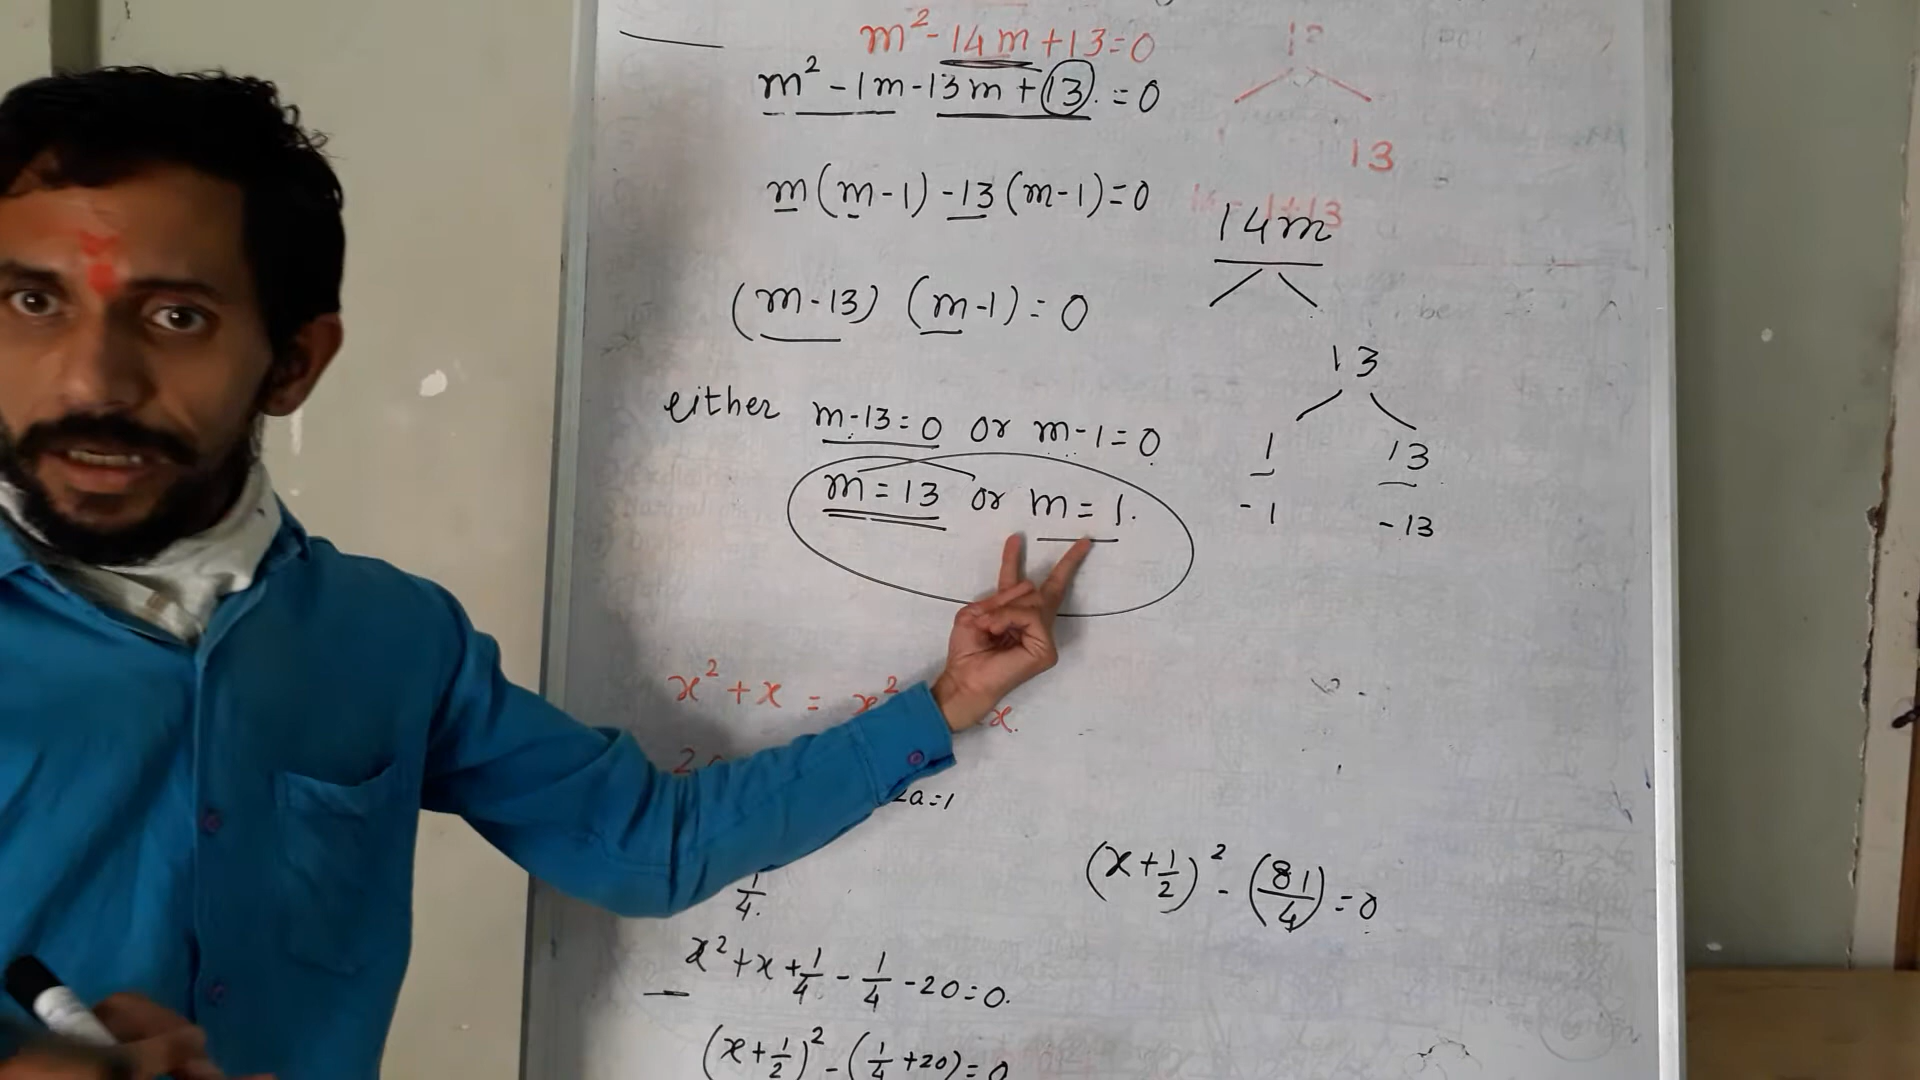 m² - 14m + 13 = 0
m² - 1m - 13m + 13 = 0
m(m-1) - 13(m-1) = 0
(m-13) (m-1) = 0
either m-13 = 0 or m-1 = 0
m = 13 or m = 1.
13
14m
13
1 13
-1 -13
x² + x = x²
x.
2a=1
1/4.
x² + x + 1/4 - 1/4 - 20 = 0.
(x + 1/2)² - (1/4 + 20) = 0
(x + 1/2)² - (81/4) = 0